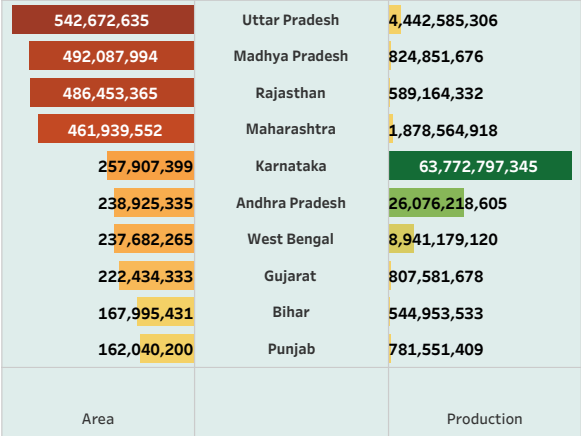 542,672,635 Uttar Pradesh 4,442,585,306
492,087,994 Madhya Pradesh 824,851,676
486,453,365 Rajasthan 589,164,332
461,939,552 Maharashtra 1,878,564,918
257,907,399 Karnataka 63,772,797,345
238,925,335 Andhra Pradesh 26,076,218,605
237,682,265 West Bengal 8,941,179,120
222,434,333 Gujarat 807,581,678
167,995,431 Bihar 544,953,533
162,040,200 Punjab 781,551,409
Area Production